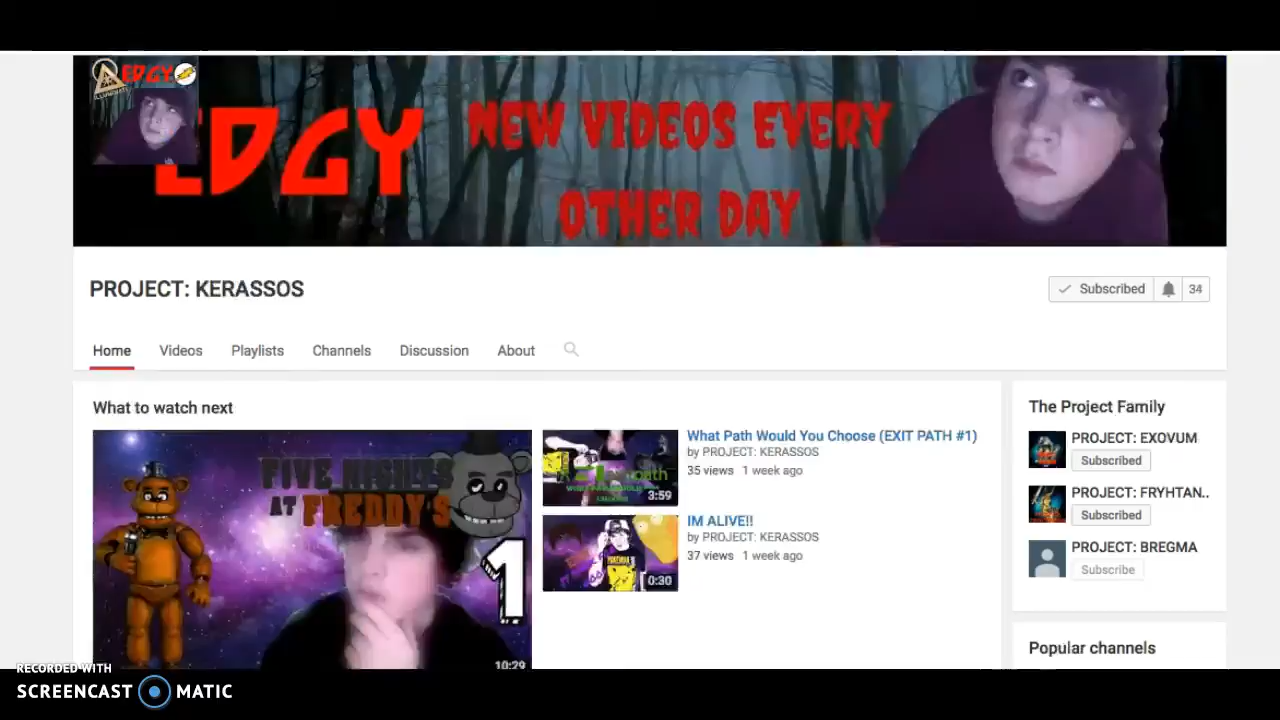 EDGY
EDGY
NEW VIDEOS EVERY
OTHER DAY
PROJECT: KERASSOS
Subscribed 34
Home Videos Playlists Channels Discussion About
What to watch next
FIVE NIGHTS
AT FREDDY'S
1
10:29
3:59
What Path Would You Choose (EXIT PATH #1)
by PROJECT: KERASSOS
35 views 1 week ago
0:30
IM ALIVE!!
by PROJECT: KERASSOS
37 views 1 week ago
The Project Family
PROJECT: EXOVUM
Subscribed
PROJECT: FRYHTAN..
Subscribed
PROJECT: BREGMA
Subscribe
Popular channels
RECORDED WITH
SCREENCAST MATIC